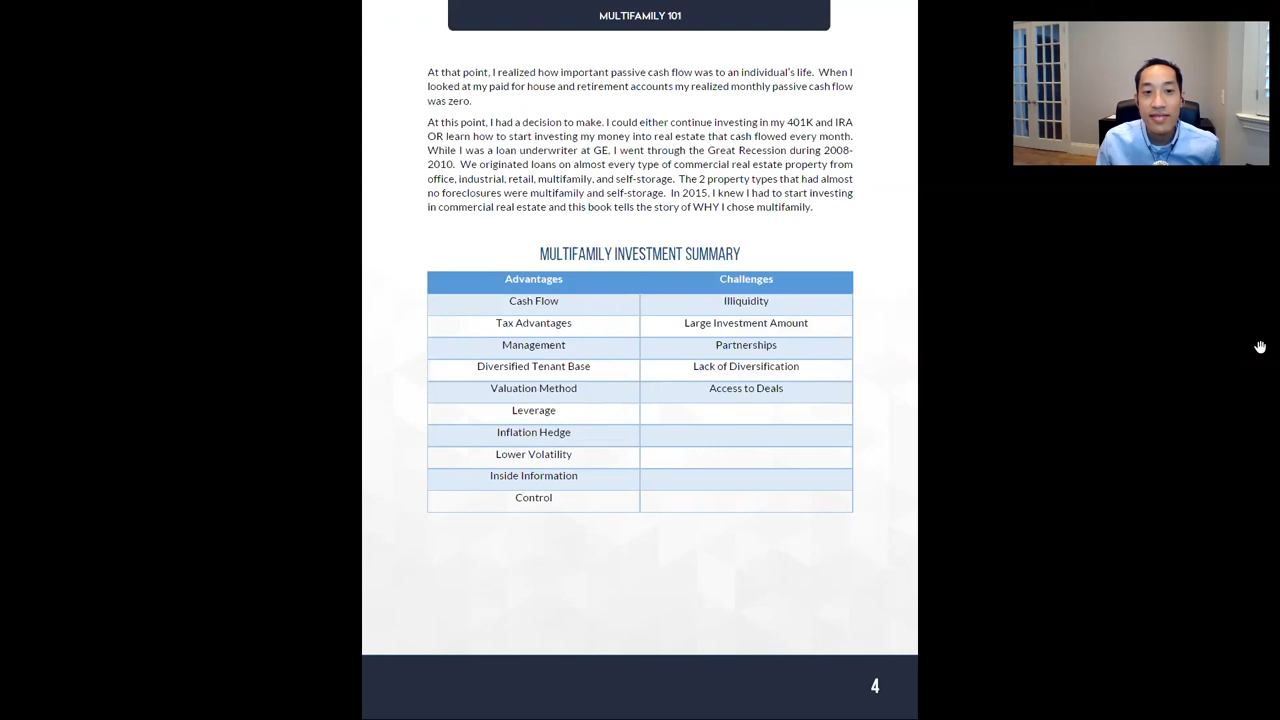 MULTIFAMILY 101
At that point, I realized how important passive cash flow was to an individual's life. When I
looked at my paid for house and retirement accounts my realized monthly passive cash flow
was zero.
At this point, I had a decision to make. I could either continue investing in my 401K and IRA
OR learn how to start investing my money into real estate that cash flowed every month.
While I was a loan underwriter at GE, I went through the Great Recession during 2008-
2010. We originated loans on almost every type of commercial real estate property from
office, industrial, retail, multifamily, and self-storage. The 2 property types that had almost
no foreclosures were multifamily and self-storage. In 2015, I knew I had to start investing
in commercial real estate and this book tells the story of WHY I chose multifamily.
MULTIFAMILY INVESTMENT SUMMARY
Advantages Challenges
Cash Flow Illiquidity
Tax Advantages Large Investment Amount
Management Partnerships
Diversified Tenant Base Lack of Diversification
Valuation Method Access to Deals
Leverage
Inflation Hedge
Lower Volatility
Inside Information
Control
4